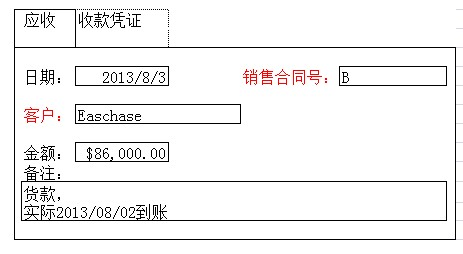 应收 收款凭证
日期： 2013/8/3 销售合同号： B
客户： Easchase
金额： $86,000.00
备注：
货款，
实际2013/08/02到账